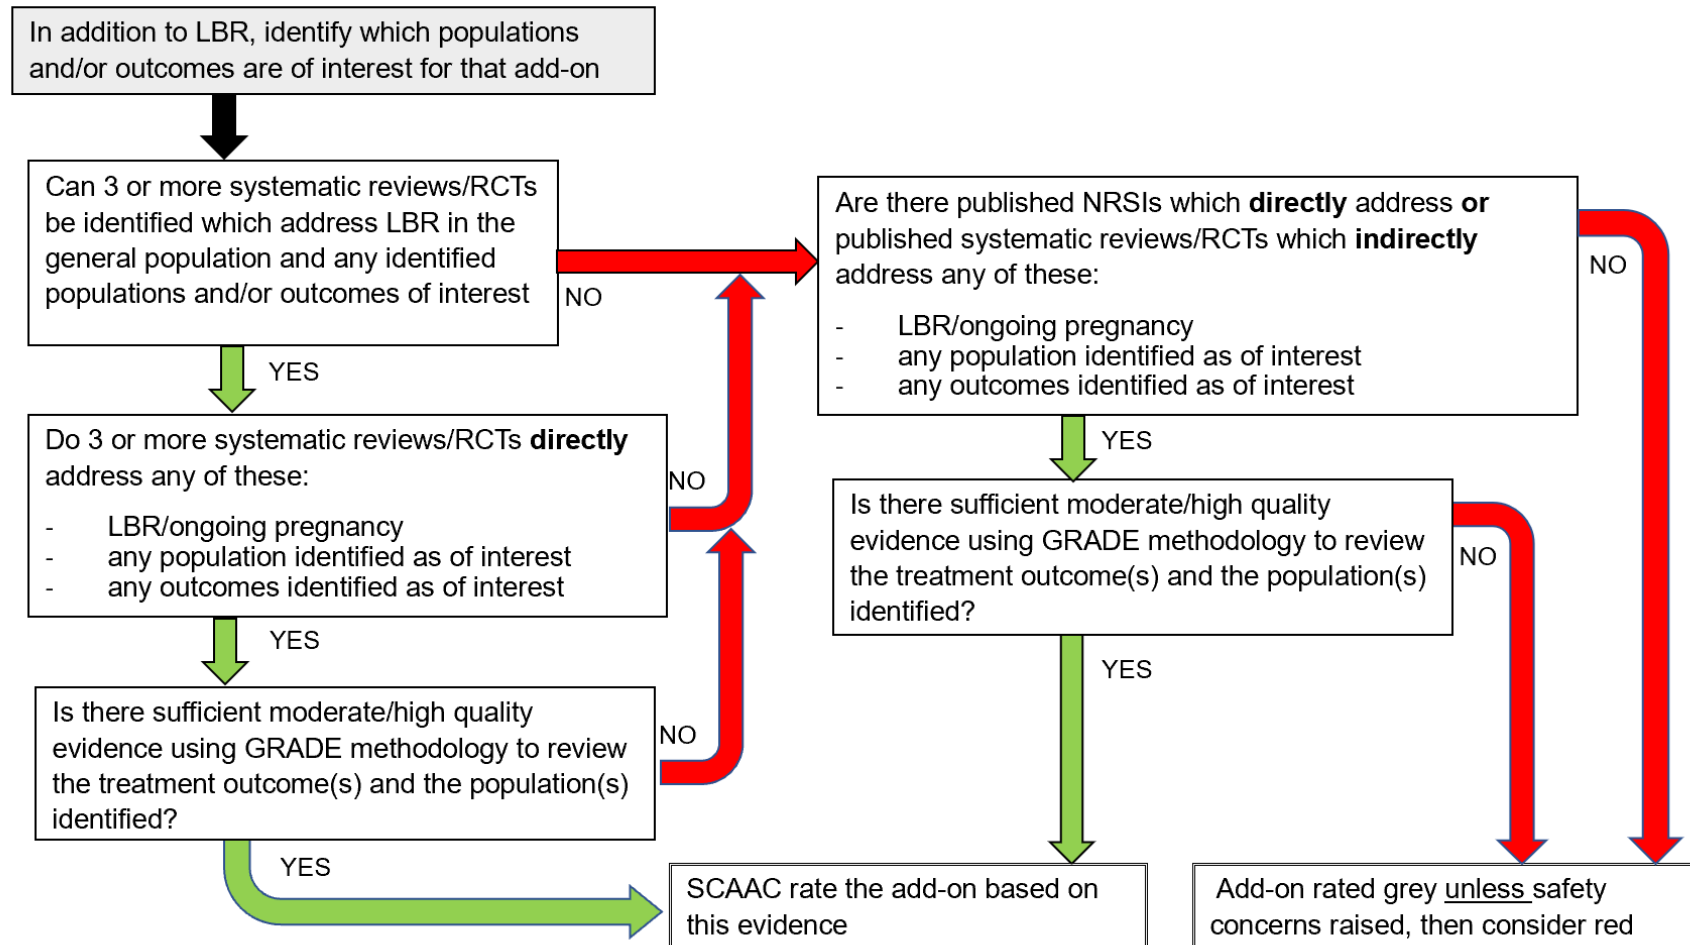 In addition to LBR, identify which populations
and/or outcomes are of interest for that add-on
Can 3 or more systematic reviews/RCTs
be identified which address LBR in the
general population and any identified
populations and/or outcomes of interest
NO
YES
Do 3 or more systematic reviews/RCTs directly
address any of these:
- LBR/ongoing pregnancy
- any population identified as of interest
- any outcomes identified as of interest
NO
YES
Is there sufficient moderate/high quality
evidence using GRADE methodology to review
the treatment outcome(s) and the population(s)
identified?
NO
YES
Are there published NRSIs which directly address or
published systematic reviews/RCTs which indirectly
address any of these:
- LBR/ongoing pregnancy
- any population identified as of interest
- any outcomes identified as of interest
NO
YES
Is there sufficient moderate/high quality
evidence using GRADE methodology to review
the treatment outcome(s) and the population(s)
identified?
NO
YES
SCAAC rate the add-on based on
this evidence
Add-on rated grey unless safety
concerns raised, then consider red